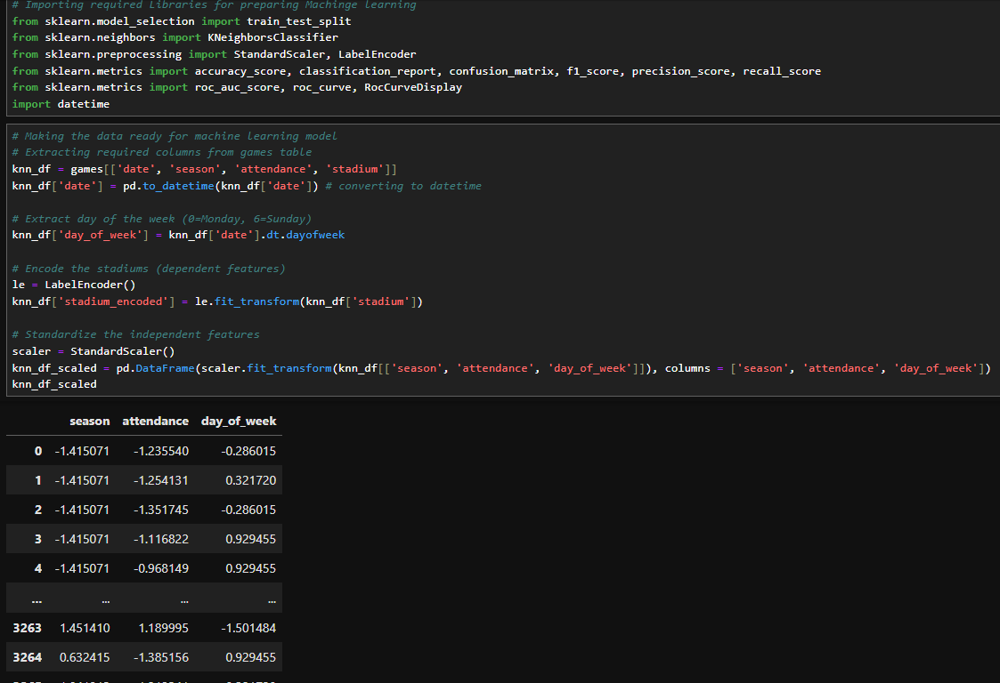 # Importing required Libraries for preparing Machinge learning
from sklearn.model_selection import train_test_split
from sklearn.neighbors import KNeighborsClassifier
from sklearn.preprocessing import StandardScaler, LabelEncoder
from sklearn.metrics import accuracy_score, classification_report, confusion_matrix, f1_score, precision_score, recall_score
from sklearn.metrics import roc_auc_score, roc_curve, RocCurveDisplay
import datetime
# Making the data ready for machine learning model
# Extracting required columns from games table
knn_df = games[['date', 'season', 'attendance', 'stadium']]
knn_df['date'] = pd.to_datetime(knn_df['date']) # converting to datetime
# Extract day of the week (0=Monday, 6=Sunday)
knn_df['day_of_week'] = knn_df['date'].dt.dayofweek
# Encode the stadiums (dependent features)
le = LabelEncoder()
knn_df['stadium_encoded'] = le.fit_transform(knn_df['stadium'])
# Standardize the independent features
scaler = StandardScaler()
knn_df_scaled = pd.DataFrame(scaler.fit_transform(knn_df[['season', 'attendance', 'day_of_week']]), columns = ['season', 'attendance', 'day_of_week'])
knn_df_scaled
season attendance day_of_week
0 -1.415071 -1.235540 -0.286015
1 -1.415071 -1.254131 0.321720
2 -1.415071 -1.351745 -0.286015
3 -1.415071 -1.116822 0.929455
4 -1.415071 -0.968149 0.929455
... ... ... ...
3263 1.451410 1.189995 -1.501484
3264 0.632415 -1.385156 0.929455